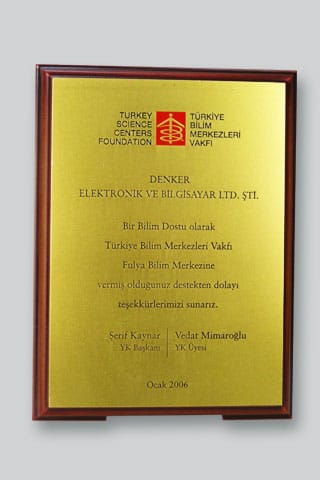 TURKEY
SCIENCE
CENTERS
FOUNDATION
TÜRKİYE
BİLİM
MERKEZLERİ
VAKFI
DENKER
ELEKTRONİK VE BİLGİSAYAR LTD. ŞTİ.
Bir Bilim Dostu olarak
Türkiye Bilim Merkezleri Vakfı
Fulya Bilim Merkezine
vermiş olduğunuz destekten dolayı
teşekkürlerimizi sunarız.
Şerif Kaynar
YK Başkanı
Vedat Mimaroğlu
YK Üyesi
Ocak 2006